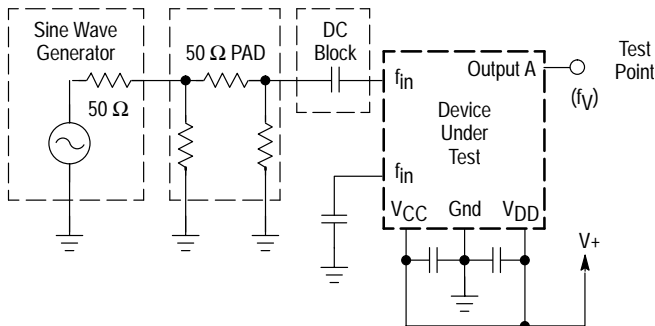 Sine Wave
Generator
50 Ω
50 Ω PAD
DC
Block
fin
Output A
Test
Point
(fV)
Device
Under
Test
fin
VCC
Gnd
VDD
V+